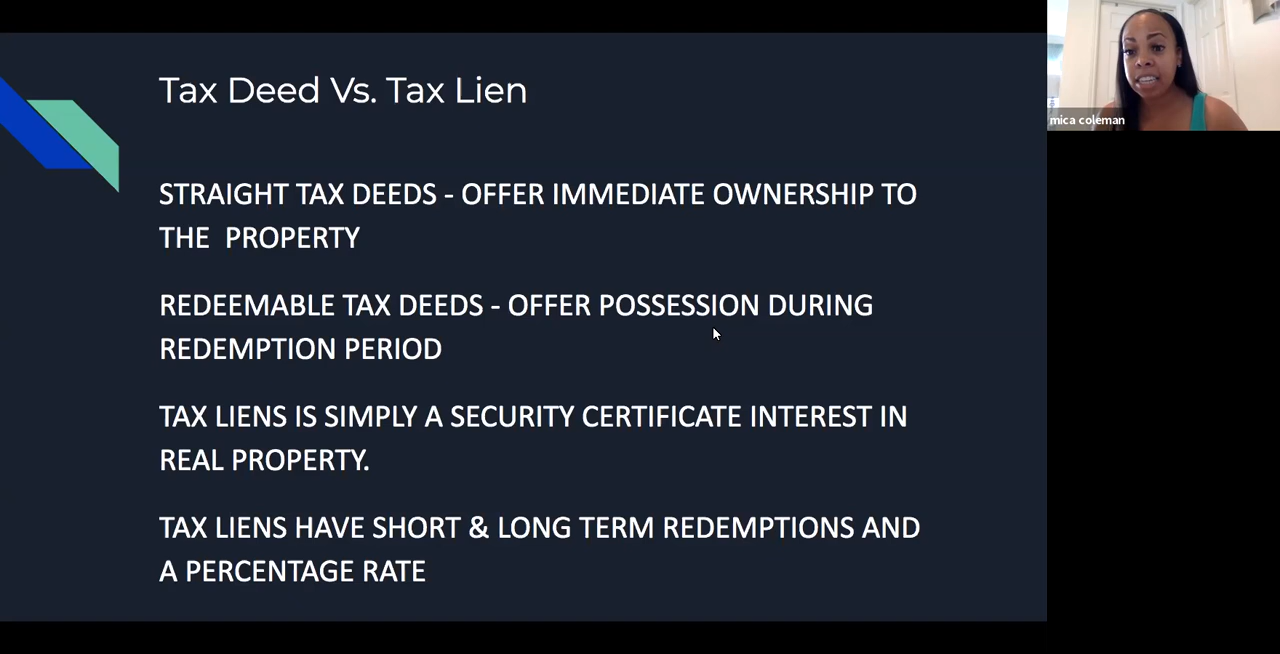 Tax Deed Vs. Tax Lien
STRAIGHT TAX DEEDS - OFFER IMMEDIATE OWNERSHIP TO
THE PROPERTY
REDEEMABLE TAX DEEDS - OFFER POSSESSION DURING
REDEMPTION PERIOD
TAX LIENS IS SIMPLY A SECURITY CERTIFICATE INTEREST IN
REAL PROPERTY.
TAX LIENS HAVE SHORT & LONG TERM REDEMPTIONS AND
A PERCENTAGE RATE
mica coleman